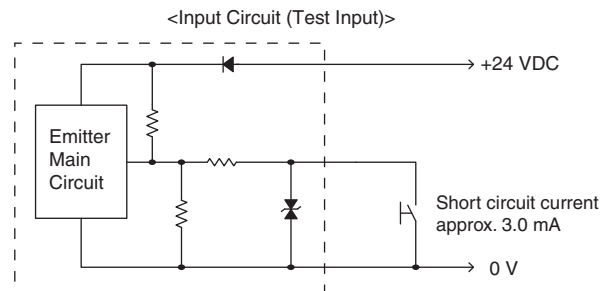 <Input Circuit (Test Input)>
+24 VDC
Emitter
Main
Circuit
Short circuit current
approx. 3.0 mA
0 V